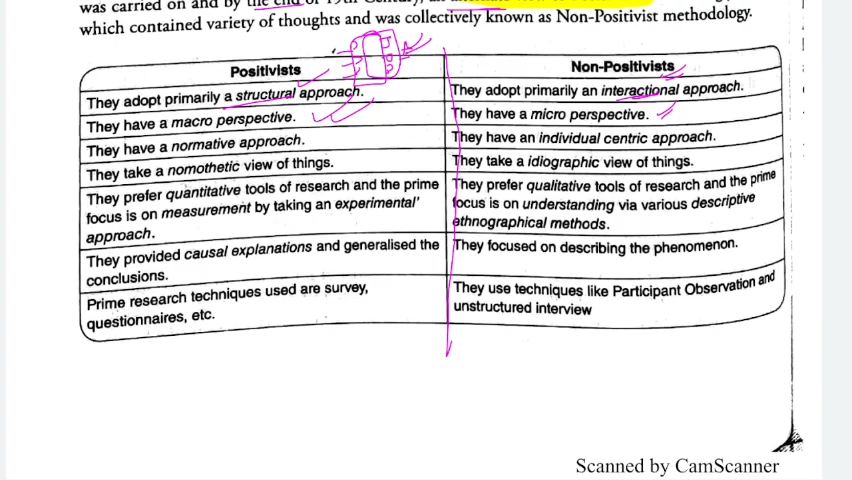 was carried on and by the end of 19th Century, an
which contained variety of thoughts and was collectively known as Non-Positivist methodology.
Positivists
Non-Positivists
They adopt primarily a structural approach.
They adopt primarily an interactional approach.
They have a macro perspective.
They have a micro perspective.
They have a normative approach.
They have an individual centric approach.
They take a nomothetic view of things.
They take a idiographic view of things.
They prefer quantitative tools of research and the prime
focus is on measurement by taking an experimental'
approach.
They prefer qualitative tools of research and the prime
focus is on understanding via various descriptive
ethnographical methods.
They provided causal explanations and generalised the
conclusions.
They focused on describing the phenomenon.
Prime research techniques used are survey,
questionnaires, etc.
They use techniques like Participant Observation and
unstructured interview
Scanned by CamScanner